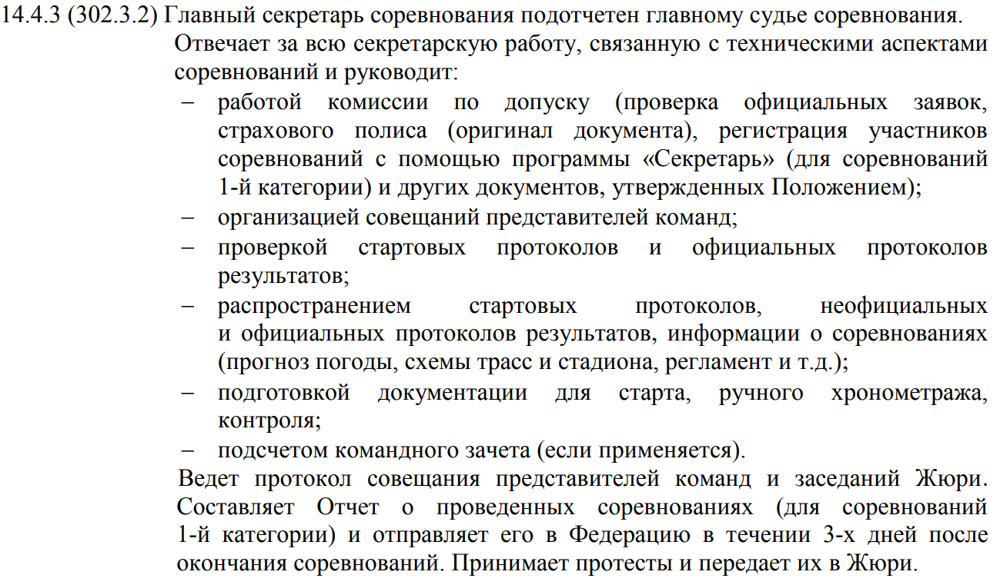 14.4.3 (302.3.2) Главный секретарь соревнования подотчетен главному судье соревнования.
Отвечает за всю секретарскую работу, связанную с техническими аспектами
соревнований и руководит:
– работой комиссии по допуску (проверка официальных заявок,
страхового полиса (оригинал документа), регистрация участников
соревнований с помощью программы «Секретарь» (для соревнований
1-й категории) и других документов, утвержденных Положением);
– организацией совещаний представителей команд;
– проверкой стартовых протоколов и официальных протоколов
результатов;
– распространением стартовых протоколов, неофициальных
и официальных протоколов результатов, информации о соревнованиях
(прогноз погоды, схемы трасс и стадиона, регламент и т.д.);
– подготовкой документации для старта, ручного хронометража,
контроля;
– подсчетом командного зачета (если применяется).
Ведет протокол совещания представителей команд и заседаний Жюри.
Составляет Отчет о проведенных соревнованиях (для соревнований
1-й категории) и отправляет его в Федерацию в течении 3-х дней после
окончания соревнований. Принимает протесты и передает их в Жюри.